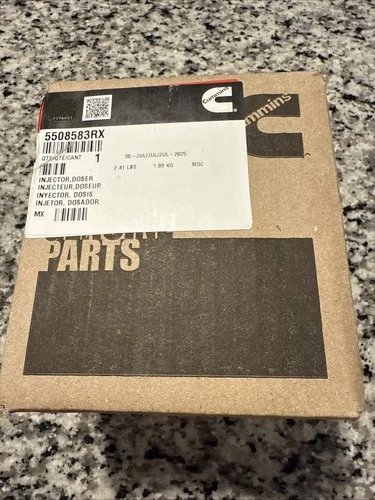 Cummins
5508583RX
QTY/QTÉ/CANT 1
30-JUL/JUL/JUL-2025
2.41 LBS 1.09 KG MDC
INJECTOR,DOSER
INJECTEUR,DOSEUR
INYECTOR, DOSIS
INJETOR, DOSADOR
MX
PARTS